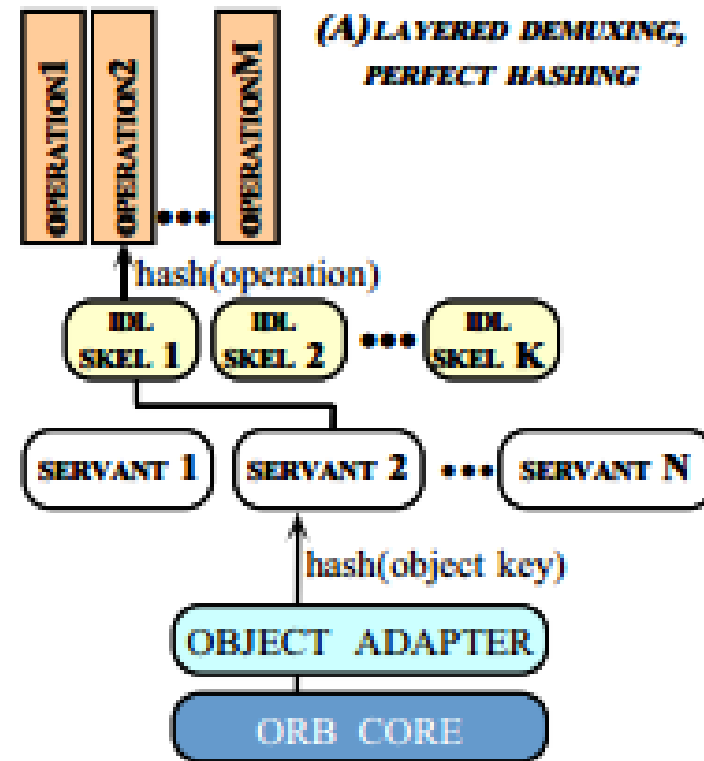 (A) LAYERED DEMUXING,
PERFECT HASHING
OPERATION1
OPERATION2
...
OPERATIONM
hash(operation)
IDL
SKEL 1
IDL
SKEL 2
...
IDL
SKEL K
SERVANT 1
SERVANT 2
...
SERVANT N
hash(object key)
OBJECT ADAPTER
ORB CORE